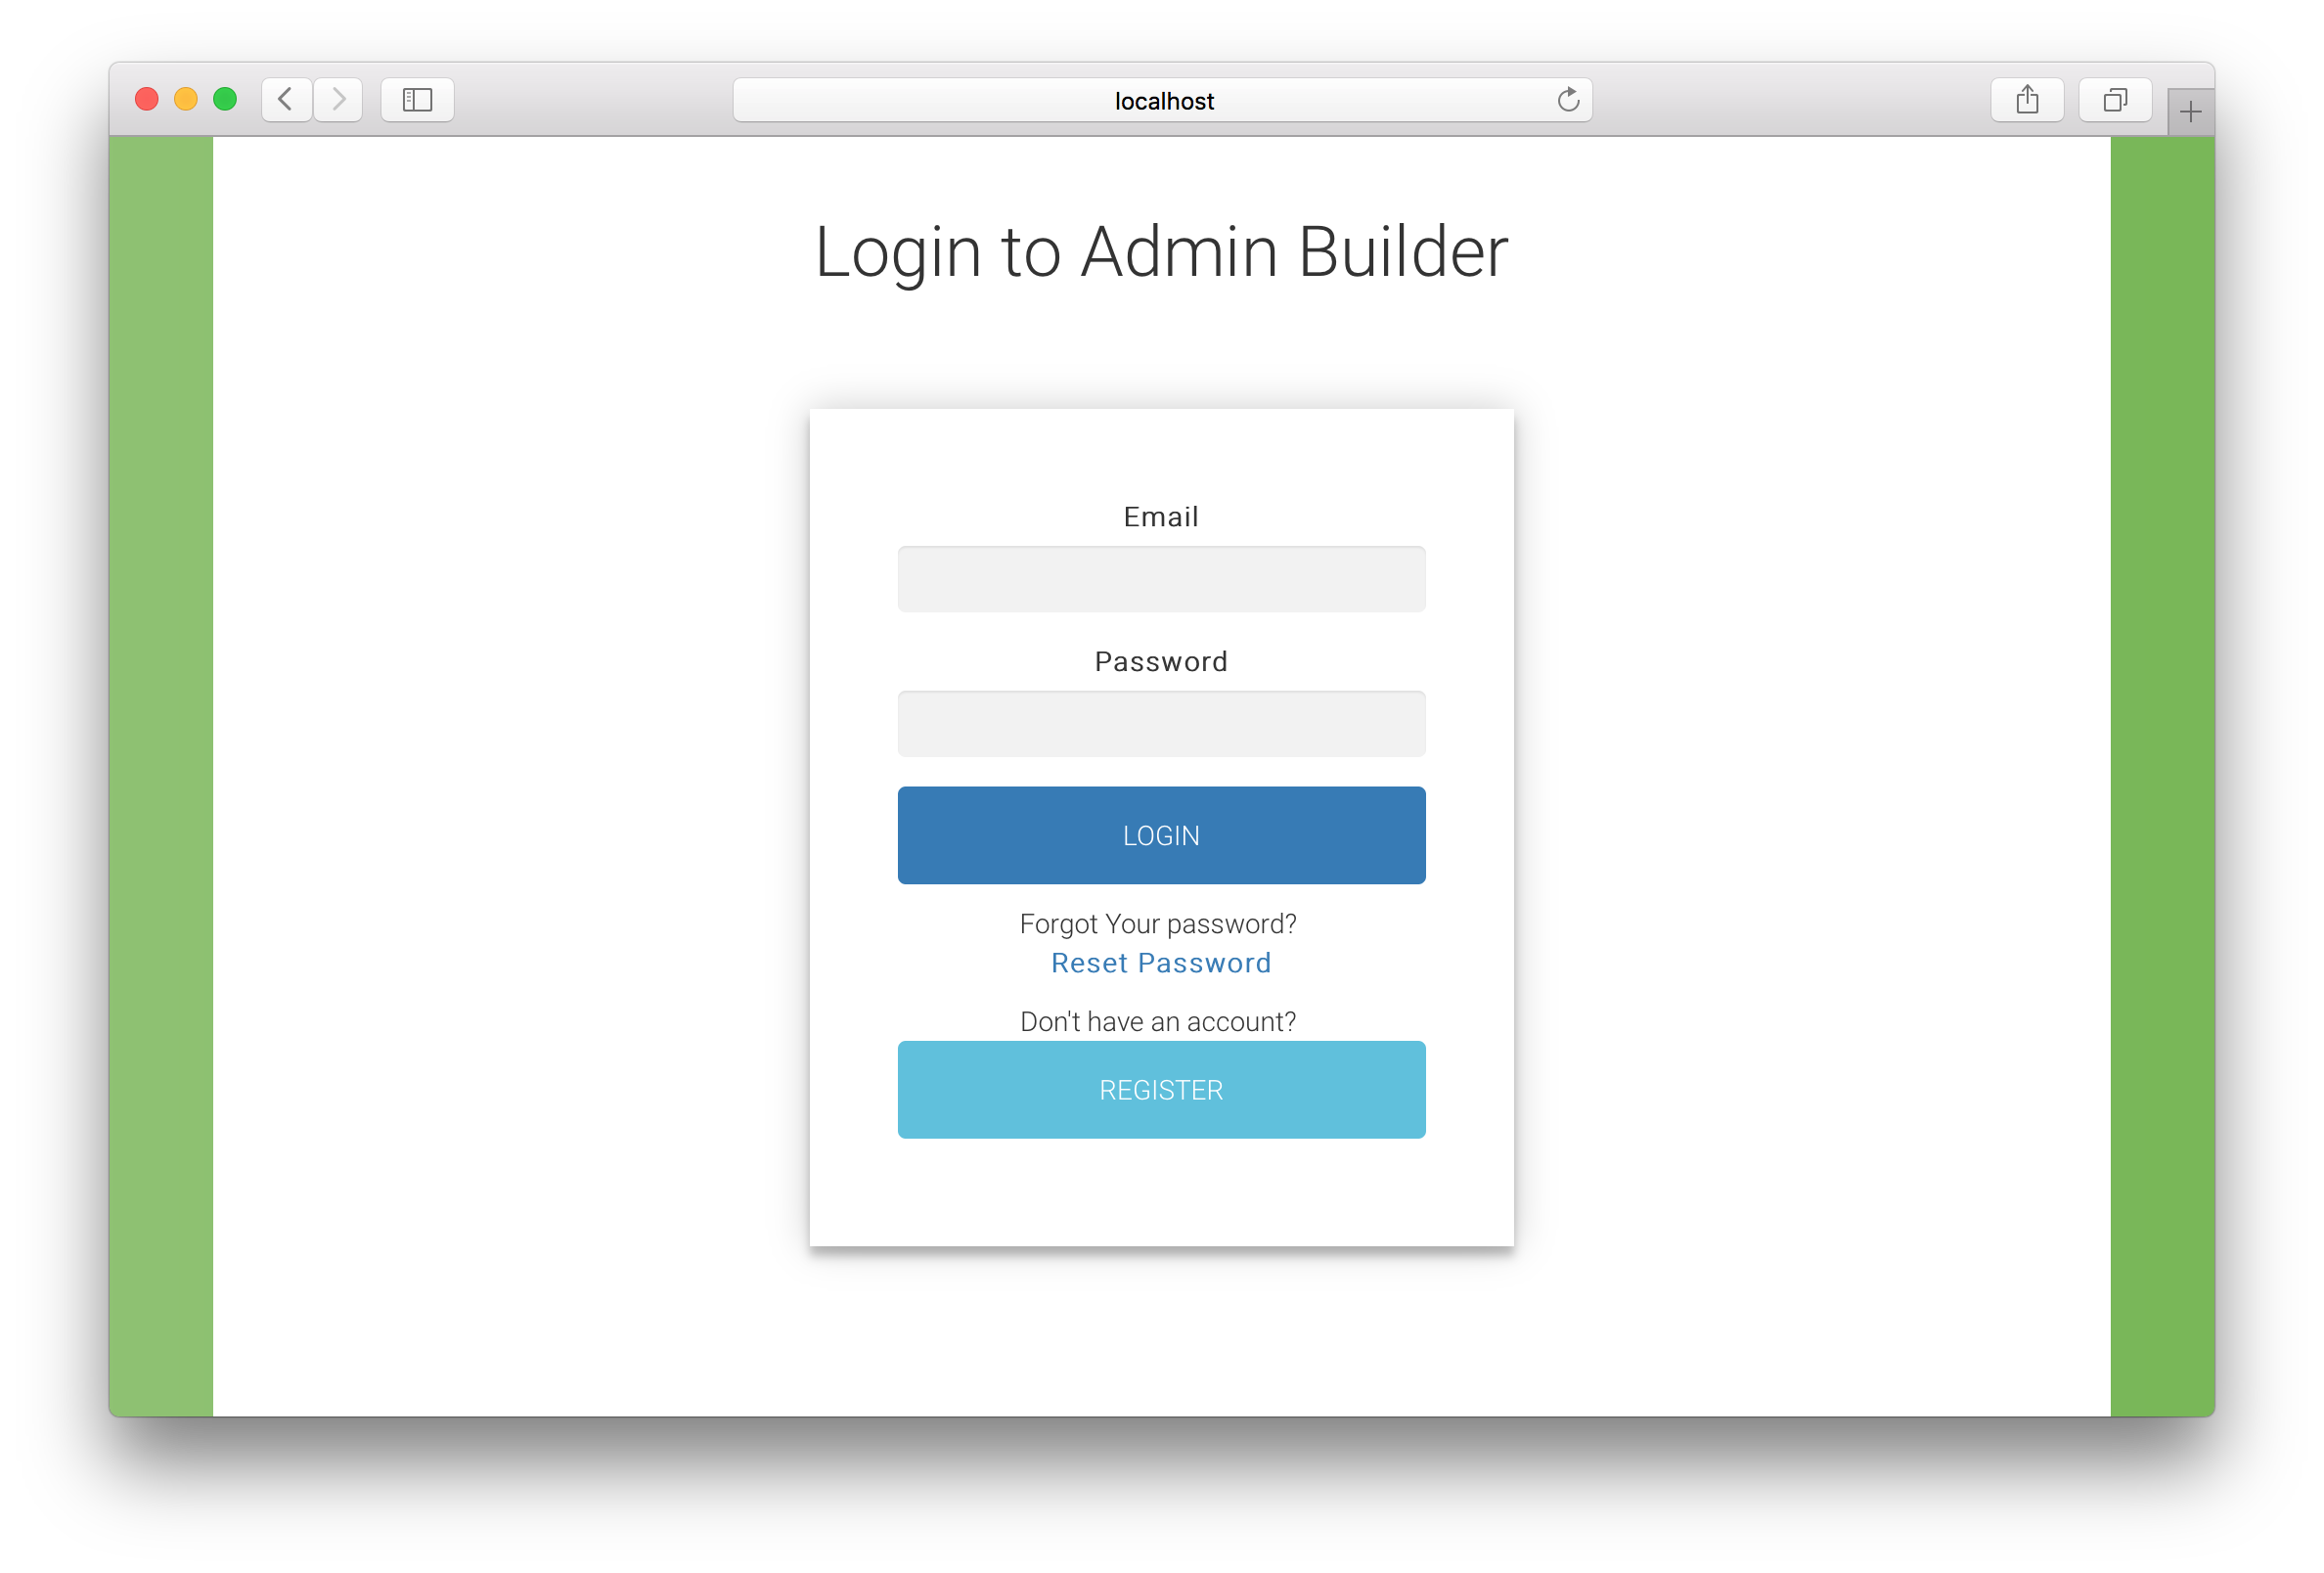 localhost
Login to Admin Builder
Email
Password
LOGIN
Forgot Your password?
Reset Password
Don't have an account?
REGISTER